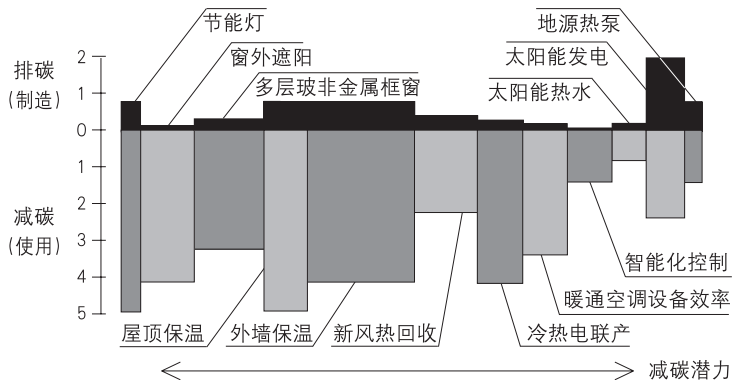 节能灯
地源热泵
窗外遮阳
太阳能发电
多层玻非金属框窗
太阳能热水
排碳
(制造)
2
1
0
1
2
3
4
5
减碳
(使用)
智能化控制
暖通空调设备效率
屋顶保温
外墙保温
新风热回收
冷热电联产
减碳潜力